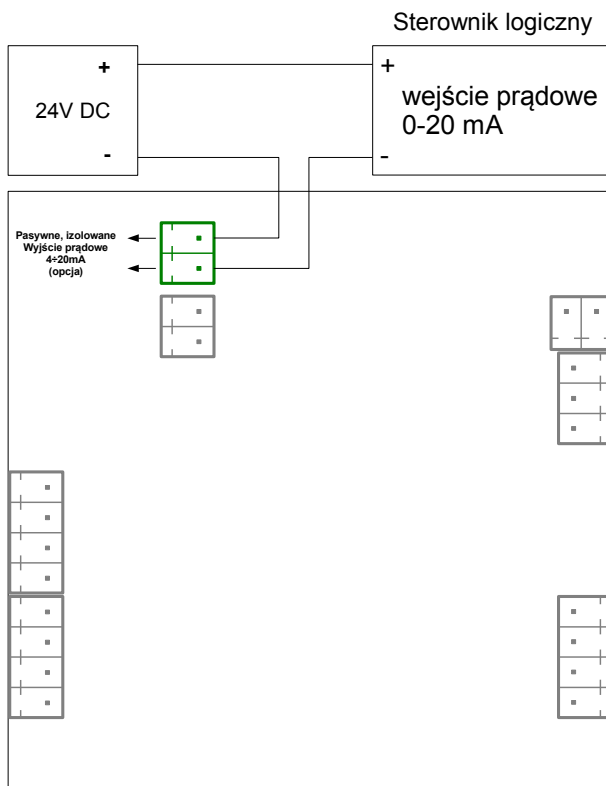 Sterownik logiczny
+
24V DC
-
+
wejście prądowe
0-20 mA
-
Pasywne, izolowane
Wyjście prądowe
4÷20mA
(opcja)